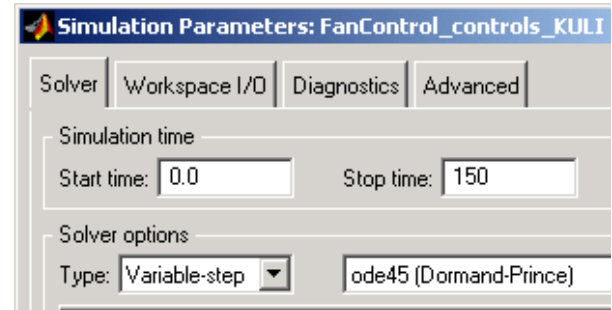 Simulation Parameters: FanControl_controls_KULI
Solver Workspace I/O Diagnostics Advanced
Simulation time
Start time: 0.0 Stop time: 150
Solver options
Type: Variable-step ode45 (Dormand-Prince)